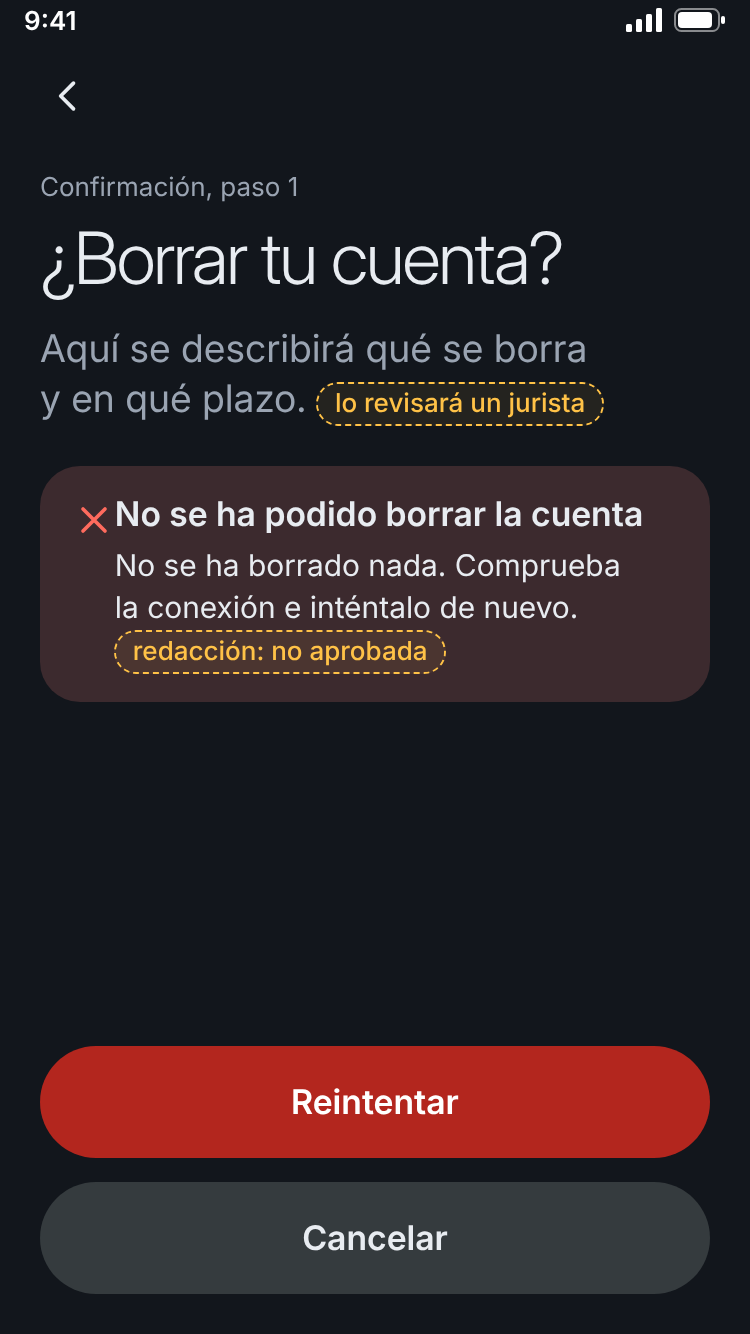 9:41
Confirmación, paso 1
¿Borrar tu cuenta?
Aquí se describirá qué se borra
y en qué plazo. lo revisará un jurista
No se ha podido borrar la cuenta
No se ha borrado nada. Comprueba
la conexión e inténtalo de nuevo.
redacción: no aprobada
Reintentar
Cancelar